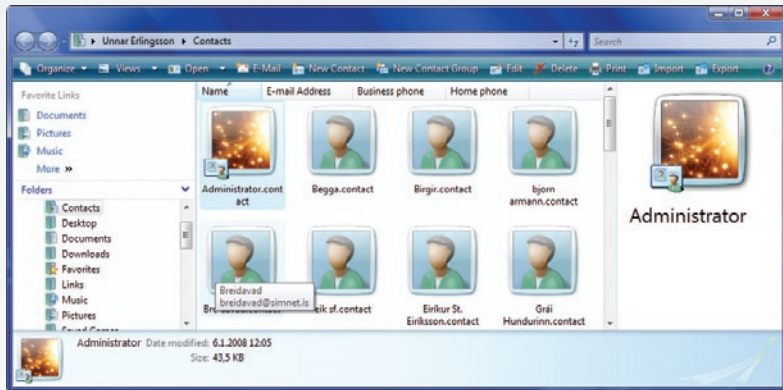 Unnar Erlingsson ▸ Contacts
Search
Organize Views Open E-Mail New Contact New Contact Group Edit Delete Print Import Export
Favorite Links
Documents
Pictures
Music
More »
Folders
Contacts
Desktop
Documents
Downloads
Favorites
Links
Music
Pictures
Saved Games
Name E-mail Address Business phone Home phone
Administrator.cont
act
Begga.contact
Birgir.contact
bjorn
armann.contact
Breidavad
breidavad@simnet.is
eik sf.contact
Eiríkur St.
Eiriksson.contact
Grái
Hundurinn.contact
Administrator
Administrator Date modified: 6.1.2008 12:05
Size: 43,5 KB